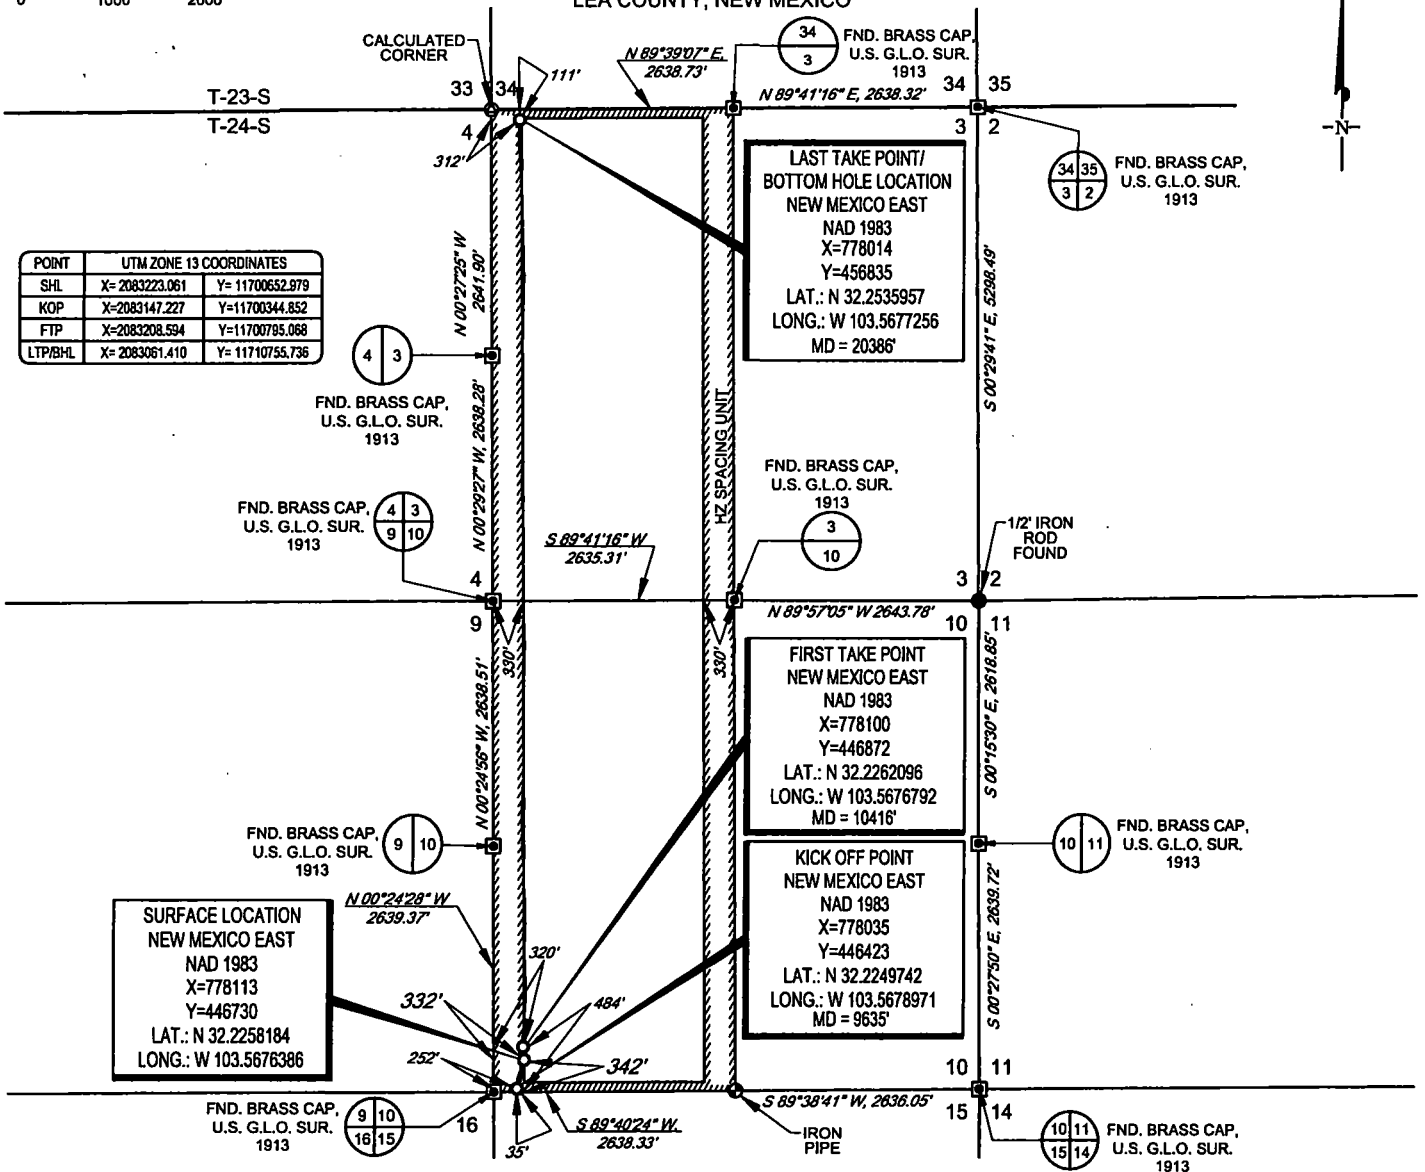 0 1000 2000
LEA COUNTY, NEW MEXICO
CALCULATED
CORNER
33 34
111'
N 89°39'07" E,
2638.73'
34
3
FND. BRASS CAP,
U.S. G.L.O. SUR.
1913
N 89°41'16" E, 2638.32'
34 35
T-23-S
T-24-S
4
3 2
312'
-N-
34 35
3 2
FND. BRASS CAP,
U.S. G.L.O. SUR.
1913
LAST TAKE POINT/
BOTTOM HOLE LOCATION
NEW MEXICO EAST
NAD 1983
X=778014
Y=456835
LAT.: N 32.2535957
LONG.: W 103.5677256
MD = 20386'
POINT UTM ZONE 13 COORDINATES
SHL X= 2083223.061 Y= 11700652.979
KOP X=2083147.227 Y=11700344.852
FTP X=2083208.594 Y=11700795.068
LTP/BHL X= 2083061.410 Y= 11710755.736
N 00°27'25" W
2641.90'
S 00°29'41" E, 5298.49'
4 3
FND. BRASS CAP,
U.S. G.L.O. SUR.
1913
N 00°29'27" W, 2638.28'
HZ SPACING UNIT
FND. BRASS CAP,
U.S. G.L.O. SUR.
1913
3
10
FND. BRASS CAP,
U.S. G.L.O. SUR.
1913
4 3
9 10
S 89°41'16" W
2635.31'
1/2' IRON
ROD
FOUND
4
3 2
N 89°57'05" W 2643.78'
9
10 11
330'
330'
FIRST TAKE POINT
NEW MEXICO EAST
NAD 1983
X=778100
Y=446872
LAT.: N 32.2262096
LONG.: W 103.5676792
MD = 10416'
N 00°24'56" W, 2638.51'
S 00°15'30" E, 2618.85'
FND. BRASS CAP,
U.S. G.L.O. SUR.
1913
9 10
10 11
FND. BRASS CAP,
U.S. G.L.O. SUR.
1913
KICK OFF POINT
NEW MEXICO EAST
NAD 1983
X=778035
Y=446423
LAT.: N 32.2249742
LONG.: W 103.5678971
MD = 9635'
N 00°24'28" W
2639.37'
S 00°27'50" E, 2639.72'
SURFACE LOCATION
NEW MEXICO EAST
NAD 1983
X=778113
Y=446730
LAT.: N 32.2258184
LONG.: W 103.5676386
320'
332'
484'
252'
342'
10 11
FND. BRASS CAP,
U.S. G.L.O. SUR.
1913
9 10
16 15
16
35'
S 89°40'24" W,
2638.33'
IRON
PIPE
S 89°38'41" W, 2636.05'
15 14
10 11
15 14
FND. BRASS CAP,
U.S. G.L.O. SUR.
1913